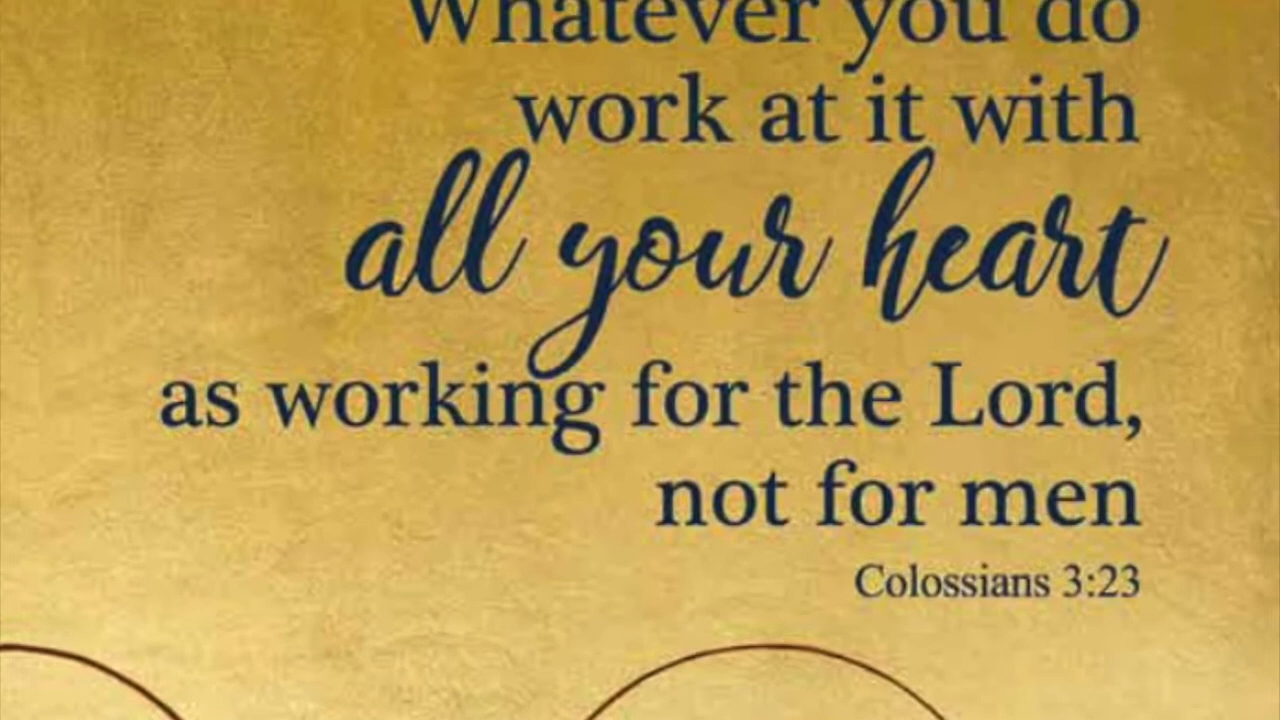 Whatever you do
work at it with
all your heart
as working for the Lord,
not for men
Colossians 3:23